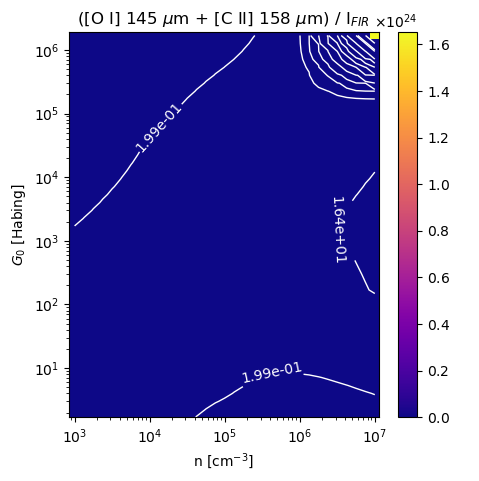 ([O I] 145 μm + [C II] 158 μm) / I_FIR ×10^24
10^6
10^5
10^4
10^3
10^2
10^1
G_0 [Habing]
10^3 10^4 10^5 10^6 10^7
n [cm^−3]
1.99e-01
1.64e+01
1.99e-01
1.6
1.4
1.2
1.0
0.8
0.6
0.4
0.2
0.0